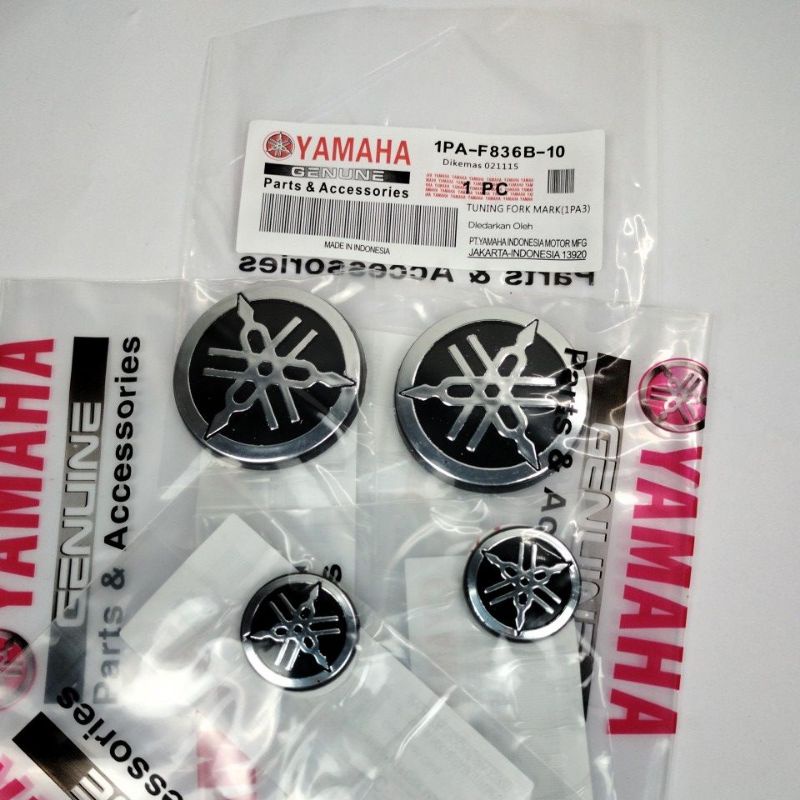 YAMAHA
GENUINE
Parts & Accessories
MADE IN INDONESIA
1PA-F836B-10
Dikemas 021115
1 PC
TUNING FORK MARK(1PA3)
Diedarkan Oleh
PT.YAMAHA INDONESIA MOTOR MFG
JAKARTA-INDONESIA 13920
Parts & Accessories
YAMAHA
GENUINE
Parts & Accessories
Parts & Ac
GENUINE
YAMAHA